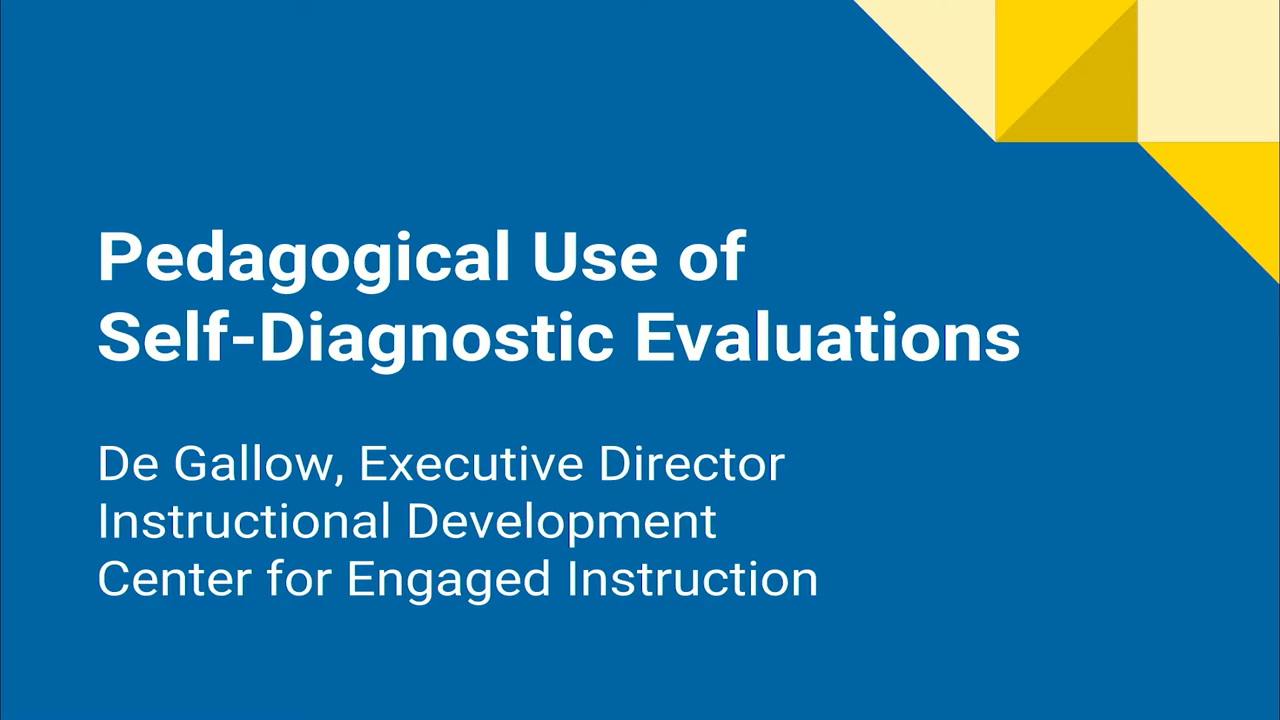 Pedagogical Use of
Self-Diagnostic Evaluations
De Gallow, Executive Director
Instructional Development
Center for Engaged Instruction